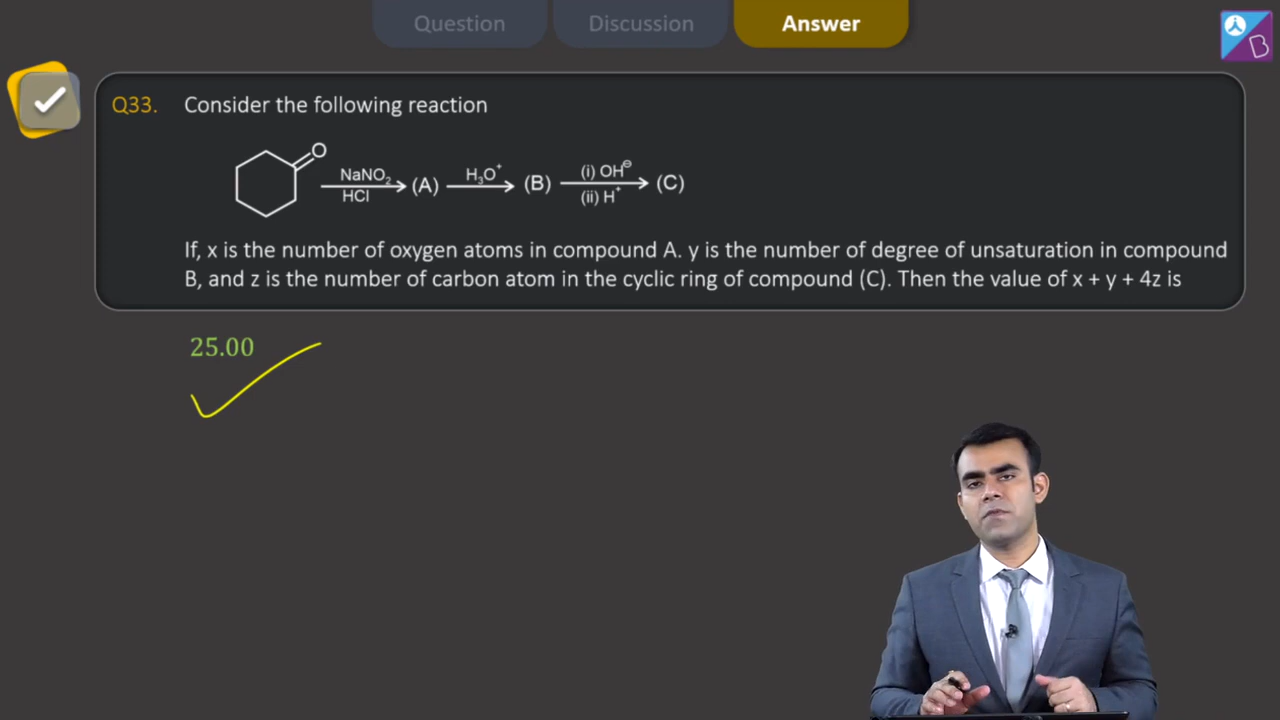 Question
Discussion
Answer
Q33. Consider the following reaction
O
NaNO₂
HCl
(A)
H₃O⁺
(B)
(i) OH⊖
(ii) H⁺
(C)
If, x is the number of oxygen atoms in compound A. y is the number of degree of unsaturation in compound
B, and z is the number of carbon atom in the cyclic ring of compound (C). Then the value of x + y + 4z is
25.00
B